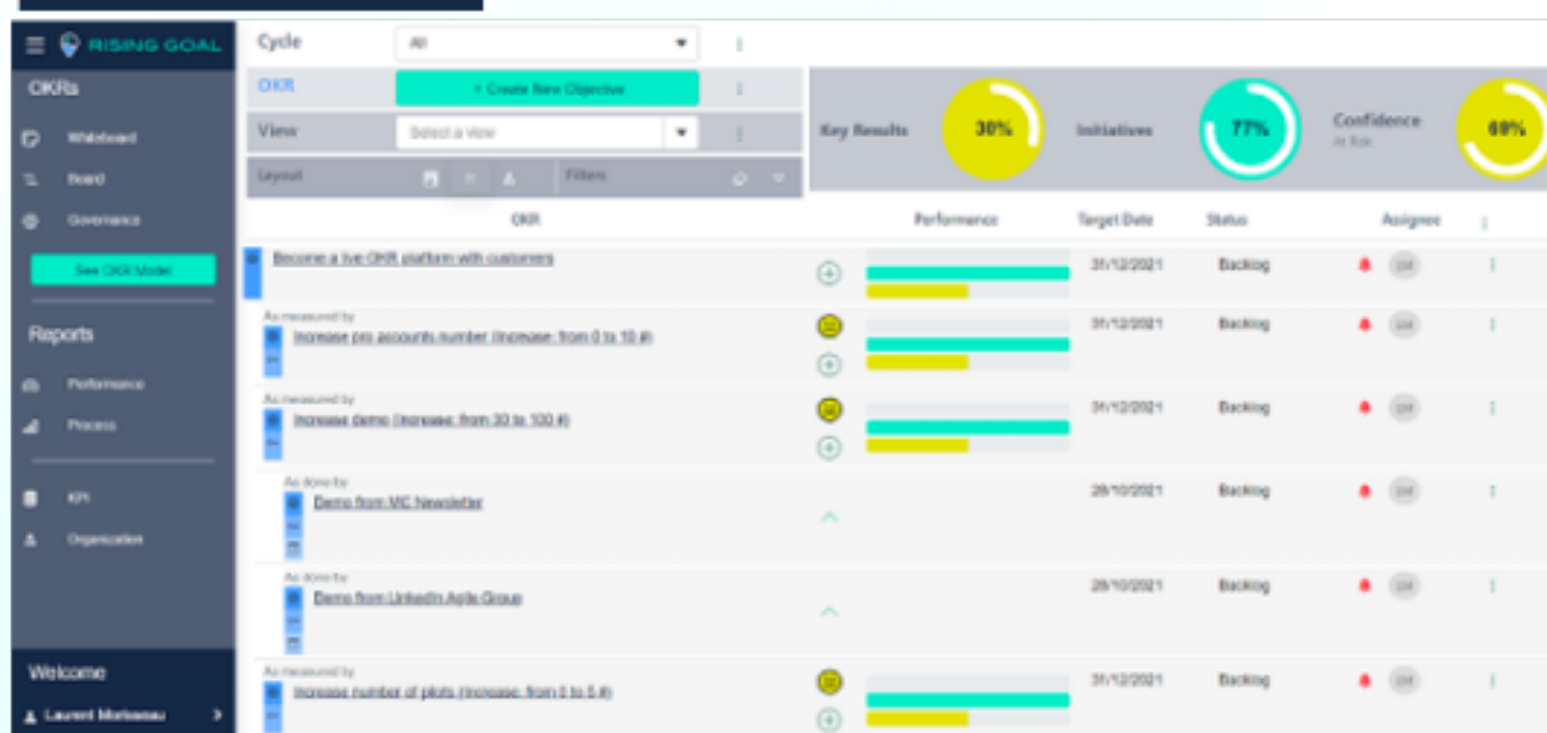 RISING GOAL
OKRs
Whiteboard
Board
Governance
See OKR Model
Reports
Performance
Process
KPI
Organization
Welcome
Laurent
Cycle
All
OKR
+ Create New Objective
View
Select a view
Layout
Filters
Key Results
30%
Initiatives
77%
Confidence
At Risk
69%
OKR
Performance
Target Date
Status
Assignee
Become a live OKR platform with customers
31/12/2021
Backlog
As measured by
Increase pro accounts number (Increase: from 0 to 10 #)
31/12/2021
Backlog
As measured by
Increase demo (Increase: from 30 to 100 #)
31/12/2021
Backlog
As done by
Demo from MC Newsletter
28/10/2021
Backlog
As done by
Demo from LinkedIn Agile Group
28/10/2021
Backlog
As measured by
Increase number of pilots (Increase: from 0 to 5 #)
31/12/2021
Backlog